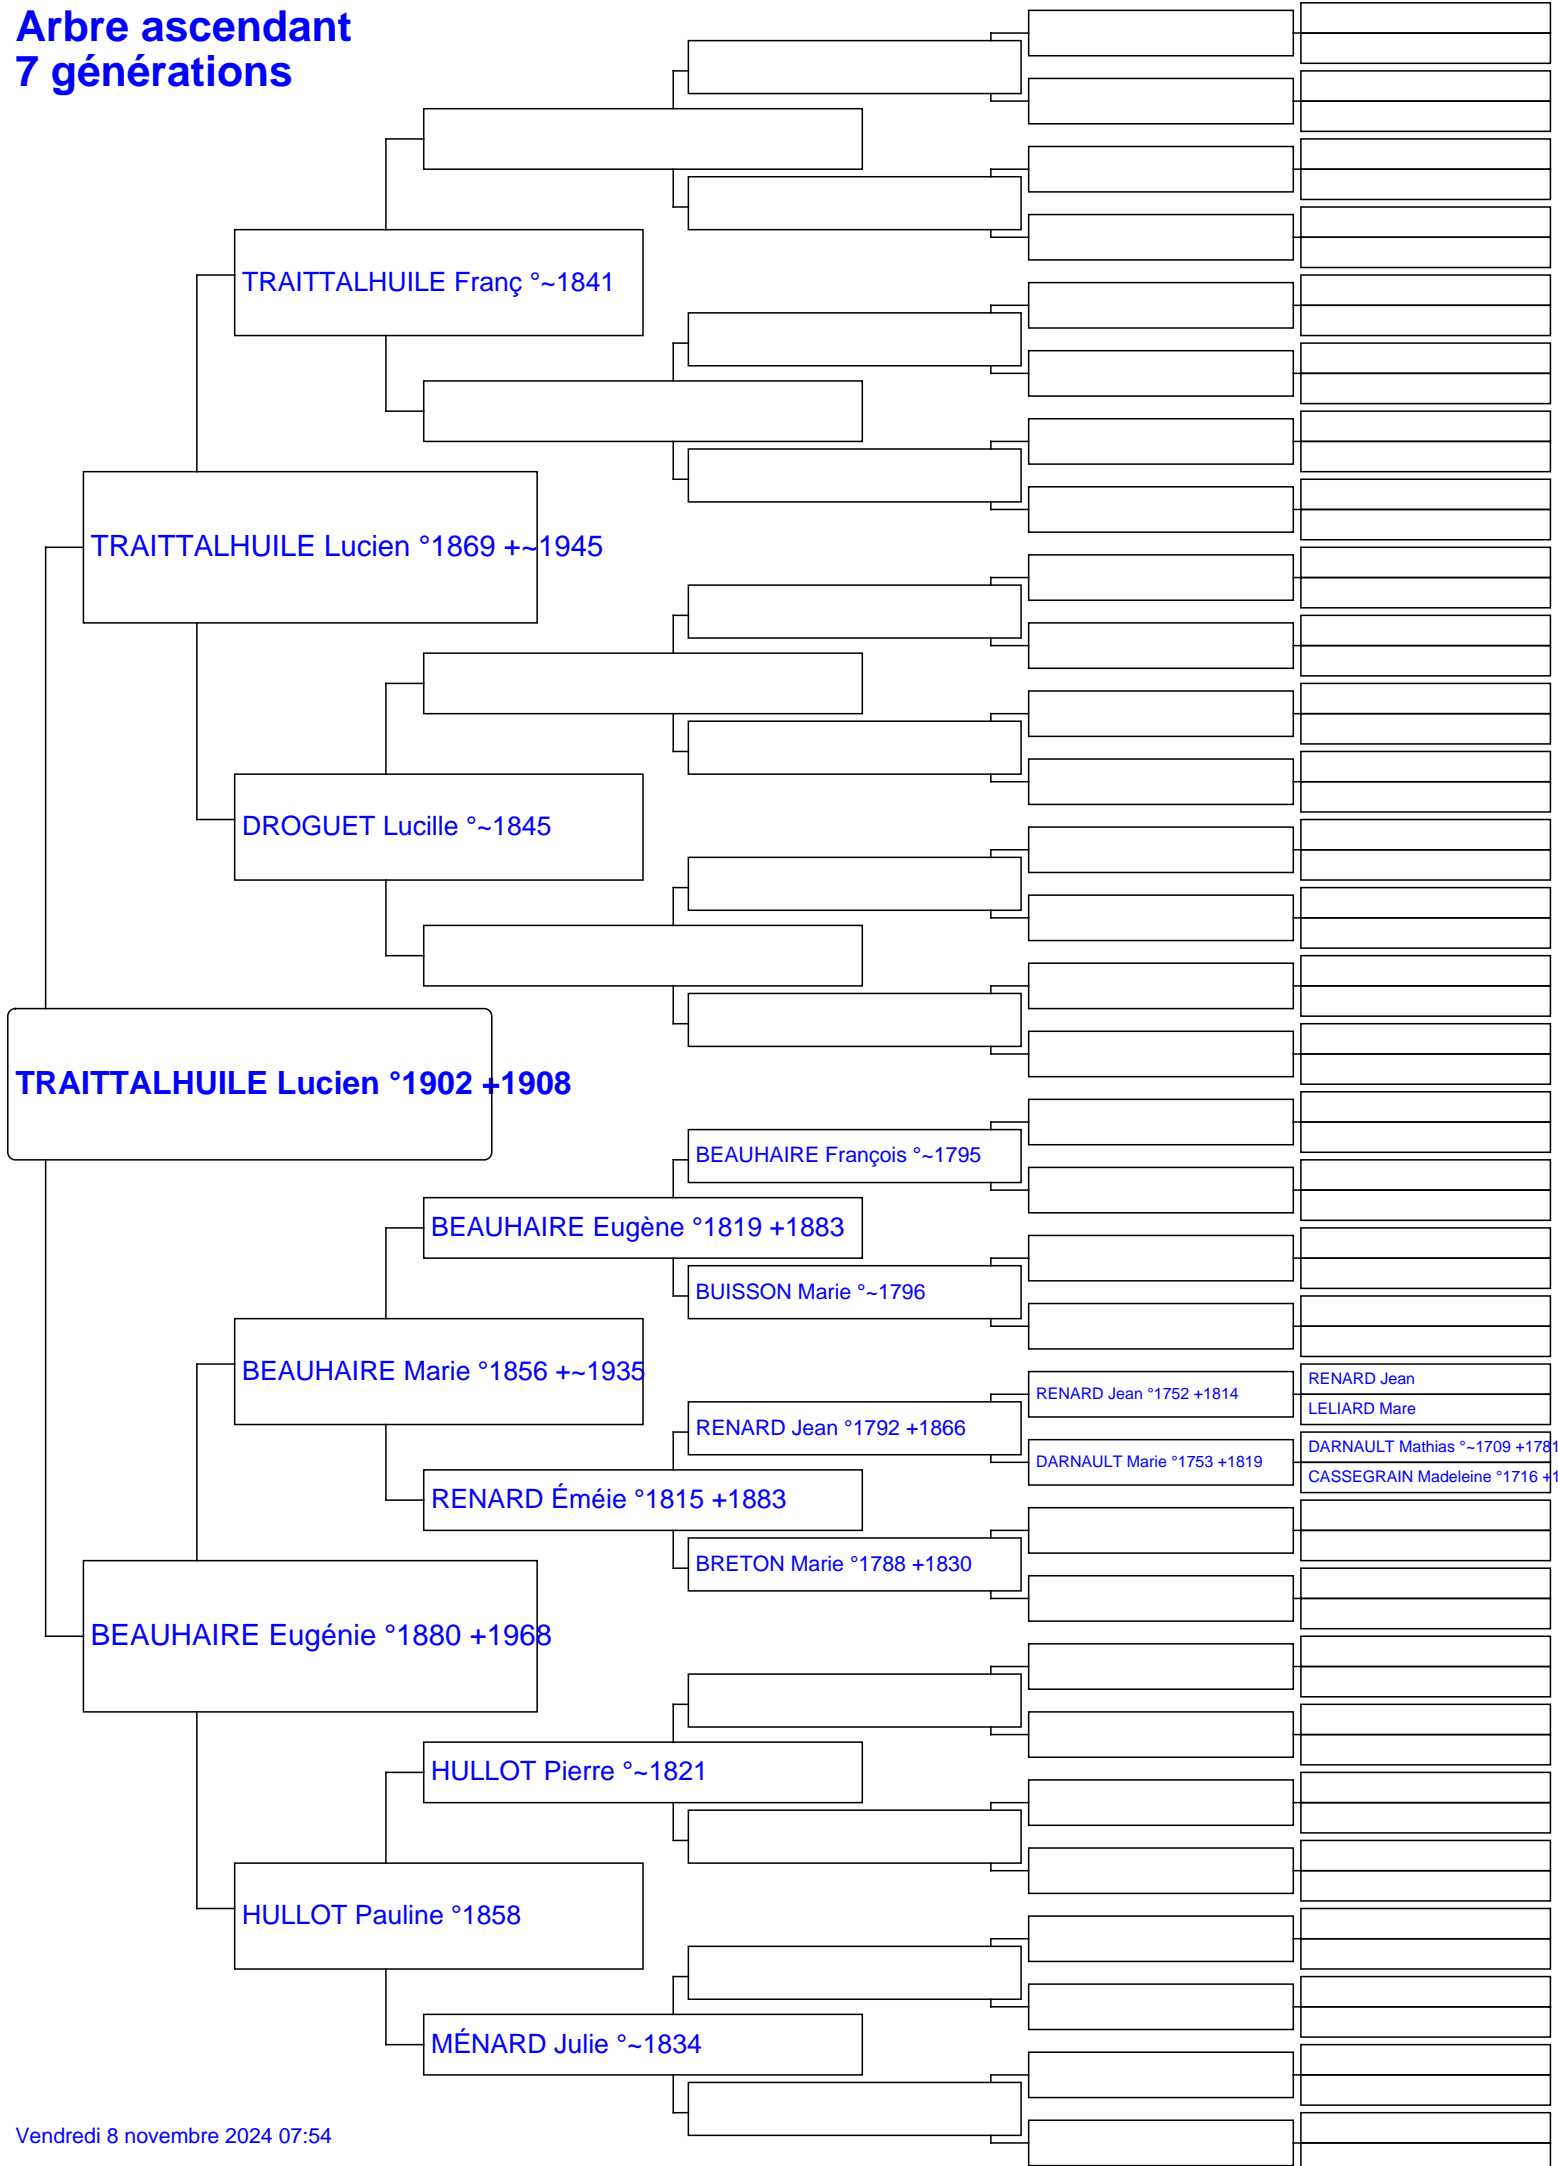 Arbre ascendant
7 générations
TRAITTALHUILE Franç °~1841
TRAITTALHUILE Lucien °1869 +~1945
DROGUET Lucille °~1845
TRAITTALHUILE Lucien °1902 +1908
BEAUHAIRE François °~1795
BEAUHAIRE Eugène °1819 +1883
BUISSON Marie °~1796
BEAUHAIRE Marie °1856 +~1935
RENARD Jean
RENARD Jean °1752 +1814
LELIARD Mare
RENARD Jean °1792 +1866
DARNAULT Mathias °~1709 +1781
DARNAULT Marie °1753 +1819
CASSEGRAIN Madeleine °1716 +1
RENARD Éméie °1815 +1883
BRETON Marie °1788 +1830
BEAUHAIRE Eugénie °1880 +1968
HULLOT Pierre °~1821
HULLOT Pauline °1858
MÉNARD Julie °~1834
Vendredi 8 novembre 2024 07:54